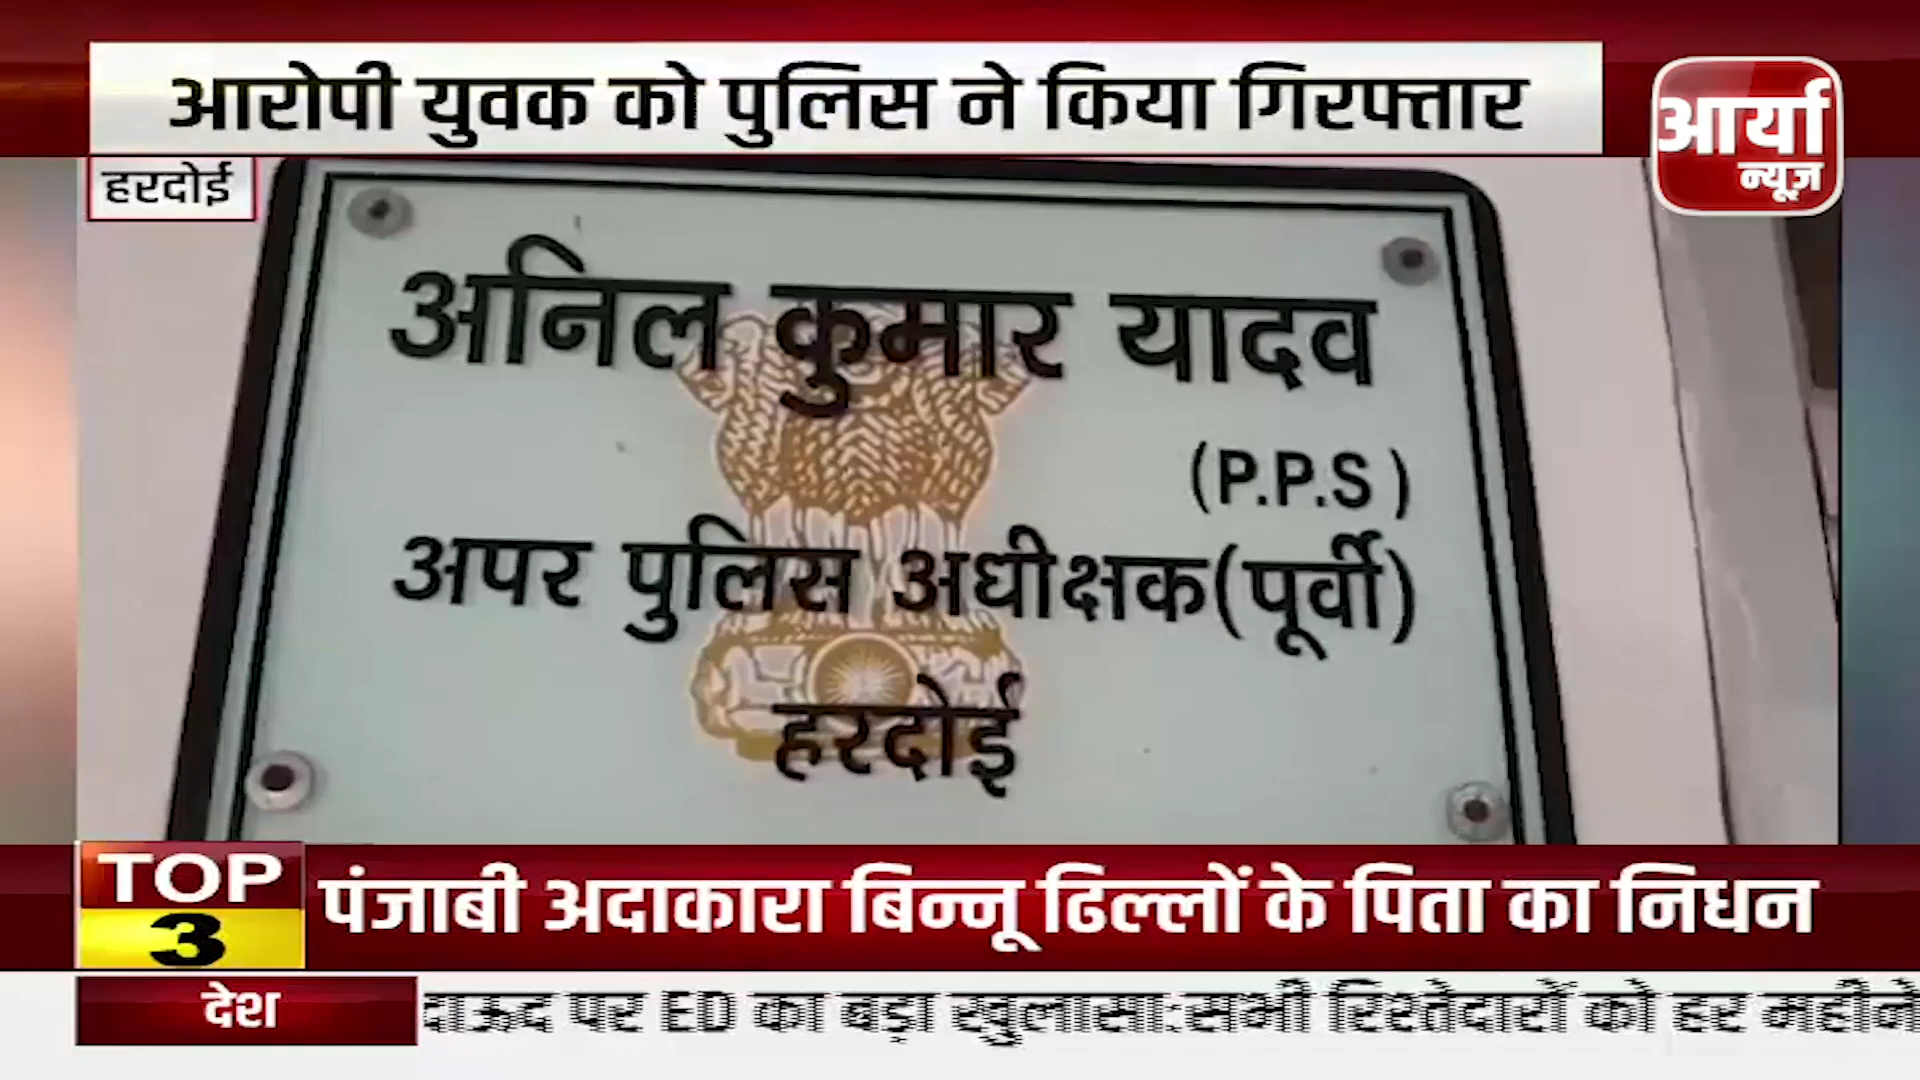 आरोपी युवक को पुलिस ने किया गिरफ्तार
आर्या
न्यूज़
हरदोई
अनिल कुमार यादव
(P.P.S)
अपर पुलिस अधीक्षक(पूर्वी)
हरदोई
TOP
3
पंजाबी अदाकारा बिन्नू ढिल्लों के पिता का निधन
देश
दाऊद पर ED का बड़ा खुलासा:सभी रिश्तेदारों को हर महीने